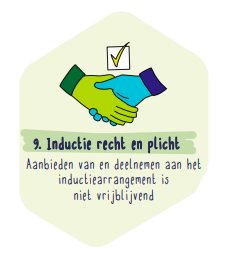 9. Inductie recht en plicht
Aanbieden van en deelnemen aan het
inductiearrangement is
niet vrijblijvend